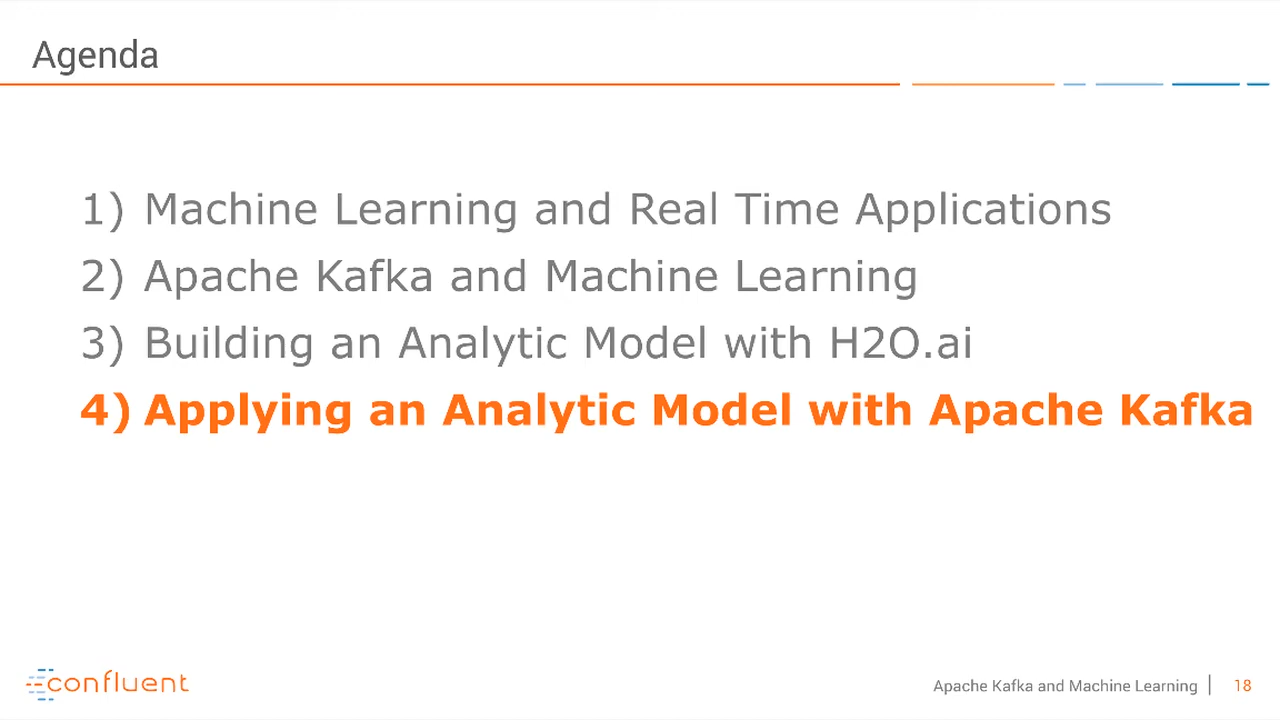 Agenda
1) Machine Learning and Real Time Applications
2) Apache Kafka and Machine Learning
3) Building an Analytic Model with H2O.ai
4) Applying an Analytic Model with Apache Kafka
confluent
Apache Kafka and Machine Learning | 18